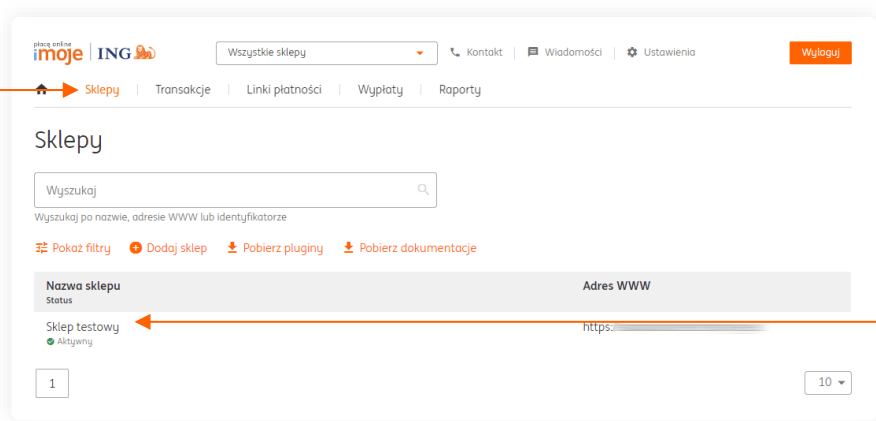 płacę online
imoje ING Wszystkie sklepy Kontakt Wiadomości Ustawienia Wyloguj
Sklepy Transakcje Linki płatności Wypłaty Raporty
Sklepy
Wyszukaj
Wyszukaj po nazwie, adresie WWW lub identyfikatorze
Pokaż filtry Dodaj sklep Pobierz pluginy Pobierz dokumentacje
Nazwa sklepu Adres WWW
Status
Sklep testowy https:
Aktywny
1 10